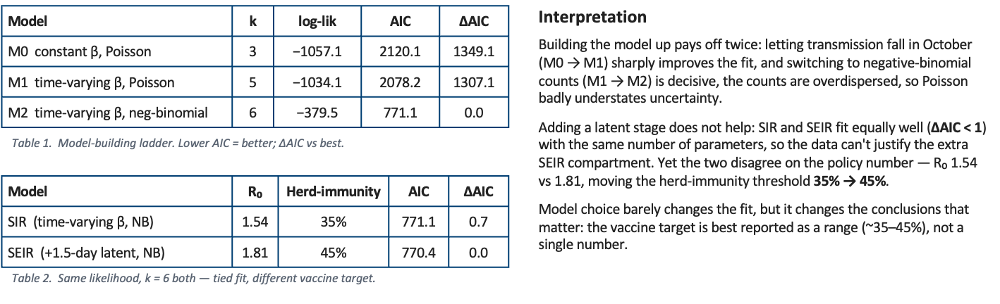 Model k log-lik AIC ΔAIC
M0 constant β, Poisson 3 −1057.1 2120.1 1349.1
M1 time-varying β, Poisson 5 −1034.1 2078.2 1307.1
M2 time-varying β, neg-binomial 6 −379.5 771.1 0.0
Table 1. Model-building ladder. Lower AIC = better; ΔAIC vs best.
Model R₀ Herd-immunity AIC ΔAIC
SIR (time-varying β, NB) 1.54 35% 771.1 0.7
SEIR (+1.5-day latent, NB) 1.81 45% 770.4 0.0
Table 2. Same likelihood, k = 6 both — tied fit, different vaccine target.
Interpretation
Building the model up pays off twice: letting transmission fall in October
(M0 → M1) sharply improves the fit, and switching to negative-binomial
counts (M1 → M2) is decisive, the counts are overdispersed, so Poisson
badly understates uncertainty.
Adding a latent stage does not help: SIR and SEIR fit equally well (ΔAIC < 1)
with the same number of parameters, so the data can't justify the extra
SEIR compartment. Yet the two disagree on the policy number — R₀ 1.54
vs 1.81, moving the herd-immunity threshold 35% → 45%.
Model choice barely changes the fit, but it changes the conclusions that
matter: the vaccine target is best reported as a range (~35–45%), not a
single number.